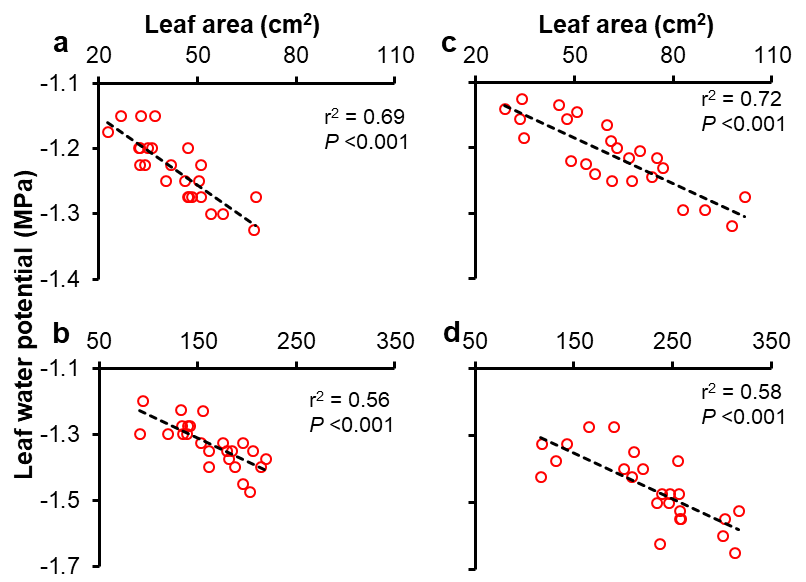 Leaf area (cm²)
Leaf area (cm²)
a
c
20 50 80 110
20 50 80 110
-1.1
-1.2
-1.3
-1.4
r² = 0.69
P <0.001
r² = 0.72
P <0.001
Leaf water potential (MPa)
b
d
50 150 250 350
50 150 250 350
-1.1
-1.3
-1.5
-1.7
r² = 0.56
P <0.001
r² = 0.58
P <0.001